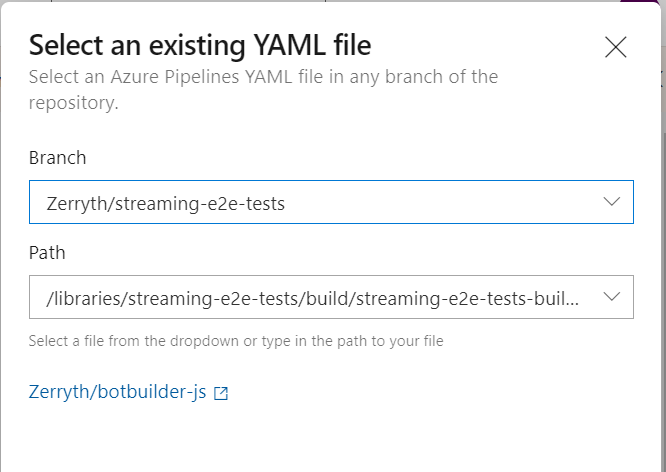 Select an existing YAML file
Select an Azure Pipelines YAML file in any branch of the
repository.
Branch
Zerryth/streaming-e2e-tests
Path
/libraries/streaming-e2e-tests/build/streaming-e2e-tests-buil...
Select a file from the dropdown or type in the path to your file
Zerryth/botbuilder-js